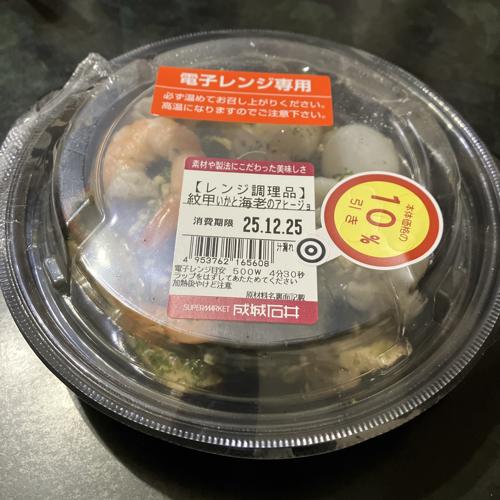 電子レンジ専用
必ず温めてお召し上がりください。
高温になりますのでご注意下さい。
素材や製法にこだわった美味しさ
【レンジ調理品】
紋甲いかと海老のアヒージョ
消費期限 25.12.25
汁漏れ
4 953762 165608
電子レンジ目安 500W 4分30秒
ラップをはずしてあたためてください
加熱後やけど注意
原材料名裏面記載
SUPERMARKET 成城石井
本体価格の
10%
引き